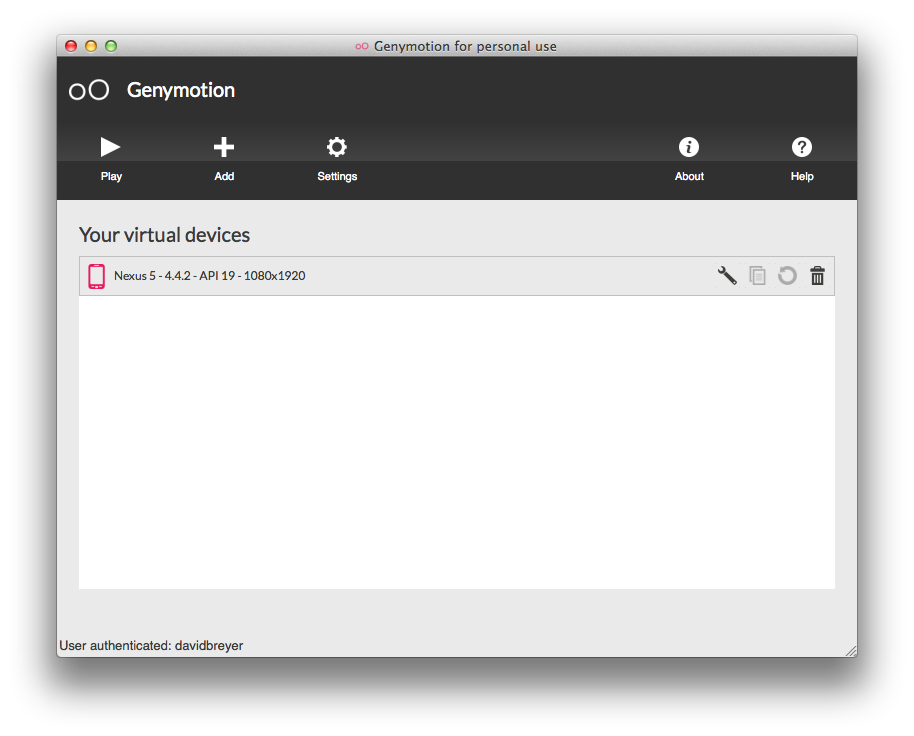 Genymotion for personal use
Genymotion
Play
Add
Settings
About
Help
Your virtual devices
Nexus 5 - 4.4.2 - API 19 - 1080x1920
User authenticated: davidbreyer